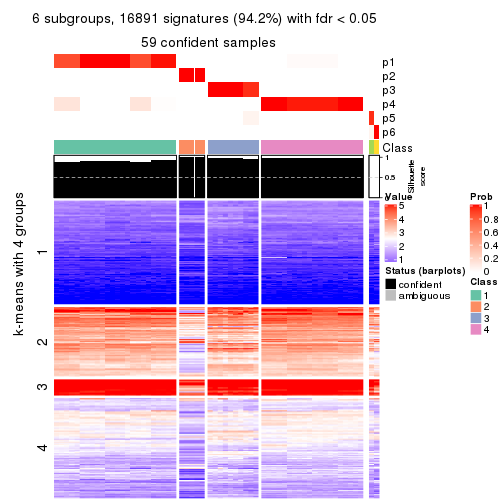 6 subgroups, 16891 signatures (94.2%) with fdr < 0.05
59 confident samples
p1
p2
p3
p4
p5
p6
Class
1
0.5
0
Silhouette
score
k-means with 4 groups
1
2
3
4
Value
5
4
3
2
1
Status (barplots)
confident
ambiguous
Prob
1
0.8
0.6
0.4
0.2
0
Class
1
2
3
4